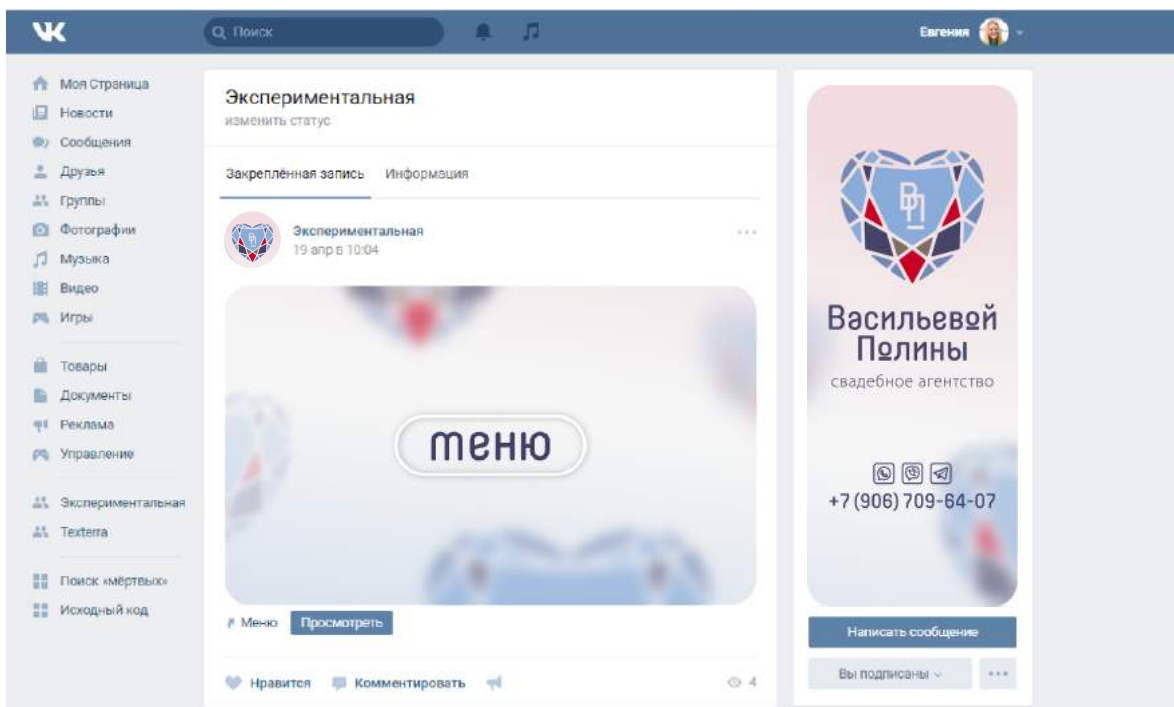 Поиск
Евгения
Моя Страница
Новости
Сообщения
Друзья
Группы
Фотографии
Музыка
Видео
Игры
Товары
Документы
Реклама
Управление
Экспериментальная
Texterra
Поиск «мёртвых»
Исходный код
Экспериментальная
изменить статус
Закреплённая запись Информация
Экспериментальная
19 апр в 10:04
меню
Меню Просмотреть
Нравится Комментировать 4
ВП
Васильевой
Полины
свадебное агентство
+7 (906) 709-64-07
Написать сообщение
Вы подписаны